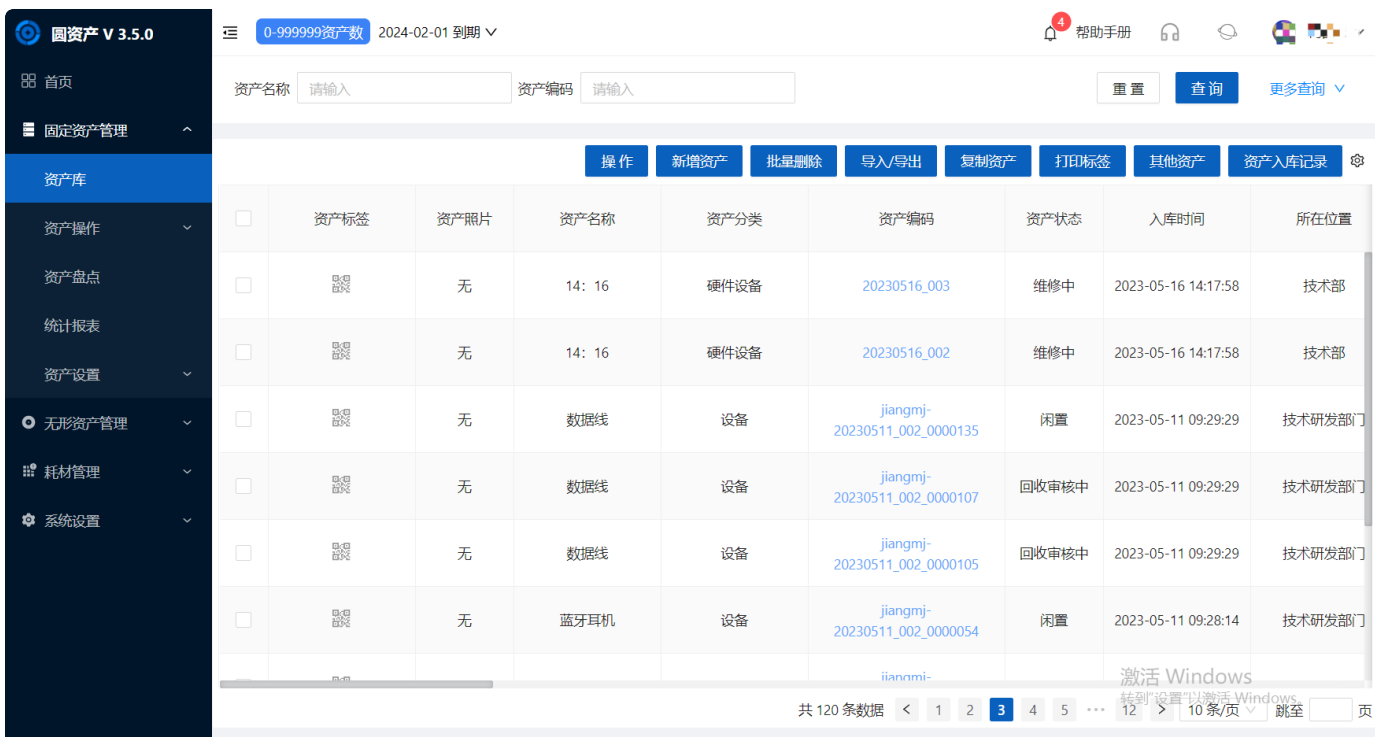 圆资产 V 3.5.0
0-999999资产数 2024-02-01 到期
4
帮助手册
首页
固定资产管理
资产库
资产操作
资产盘点
统计报表
资产设置
无形资产管理
耗材管理
系统设置
资产名称 请输入 资产编码 请输入 重置 查询 更多查询
操作 新增资产 批量删除 导入/导出 复制资产 打印标签 其他资产 资产入库记录
资产标签 资产照片 资产名称 资产分类 资产编码 资产状态 入库时间 所在位置
无 14：16 硬件设备 20230516_003 维修中 2023-05-16 14:17:58 技术部
无 14：16 硬件设备 20230516_002 维修中 2023-05-16 14:17:58 技术部
无 数据线 设备 jiangmj-
20230511_002_0000135 闲置 2023-05-11 09:29:29 技术研发部门
无 数据线 设备 jiangmj-
20230511_002_0000107 回收审核中 2023-05-11 09:29:29 技术研发部门
无 数据线 设备 jiangmj-
20230511_002_0000105 回收审核中 2023-05-11 09:29:29 技术研发部门
无 蓝牙耳机 设备 jiangmj-
20230511_002_0000054 闲置 2023-05-11 09:28:14 技术研发部门
jiangmj-
激活 Windows
转到"设置"以激活 Windows。
共 120 条数据 < 1 2 3 4 5 ··· 12 > 10 条/页 跳至 页